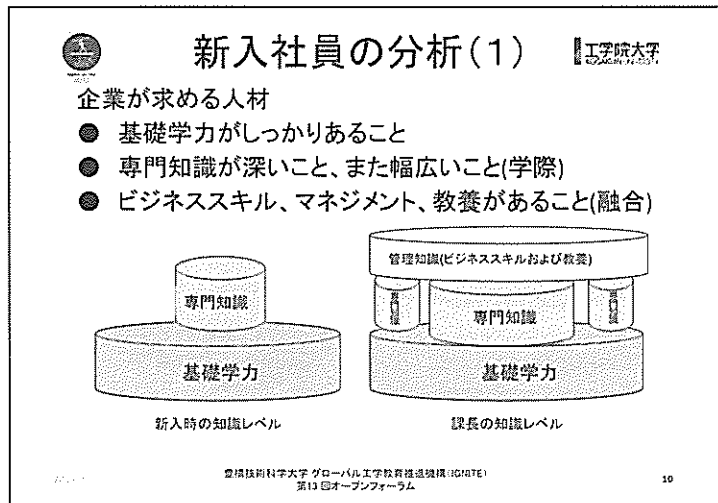 新入社員の分析(1)
工学院大学
企業が求める人材
● 基礎学力がしっかりあること
● 専門知識が深いこと、また幅広いこと(学際)
● ビジネススキル、マネジメント、教養があること(融合)
管理知識(ビジネススキルおよび教養)
専門知識
専門知識
専門知識
専門知識
基礎学力
基礎学力
新入時の知識レベル
課長の知識レベル
豊橋技術科学大学 グローバル工学教育推進機構(IGNITE)
第13回オープンフォーラム
10